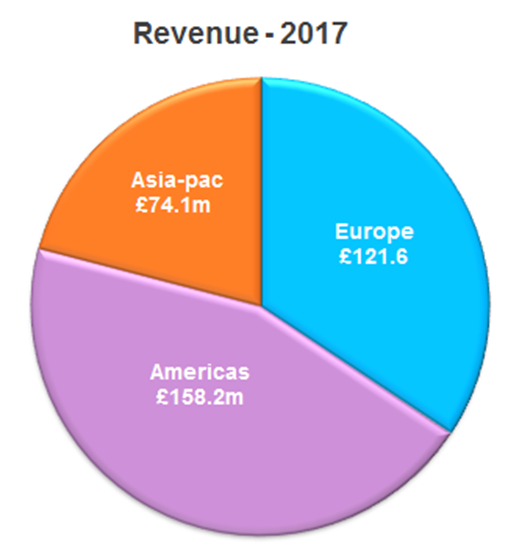 Revenue - 2017
Asia-pac
£74.1m
Europe
£121.6
Americas
£158.2m